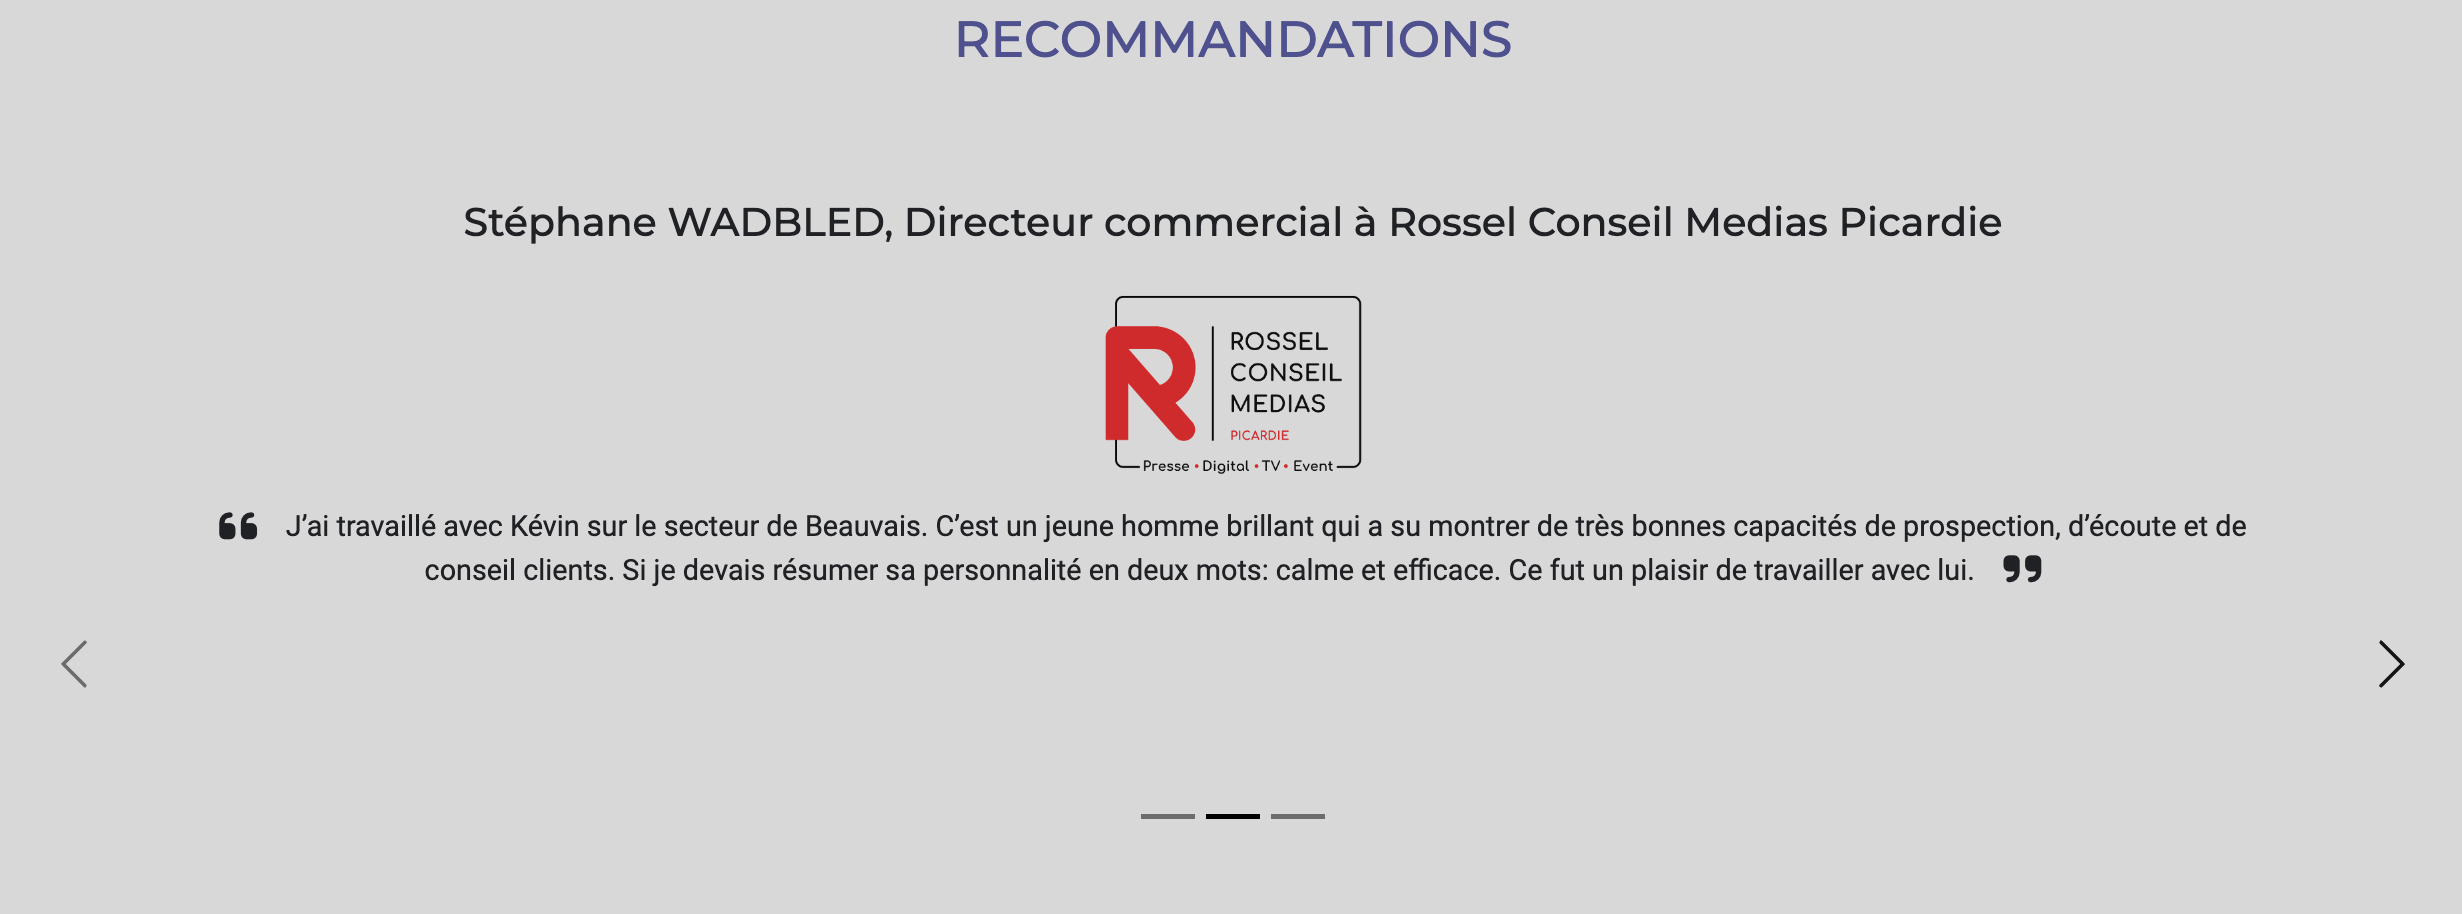 RECOMMANDATIONS
Stéphane WADBLED, Directeur commercial à Rossel Conseil Medias Picardie
ROSSEL
CONSEIL
MEDIAS
PICARDIE
Presse • Digital • TV • Event
❝ J’ai travaillé avec Kévin sur le secteur de Beauvais. C’est un jeune homme brillant qui a su montrer de très bonnes capacités de prospection, d’écoute et de
conseil clients. Si je devais résumer sa personnalité en deux mots: calme et efficace. Ce fut un plaisir de travailler avec lui. ❞